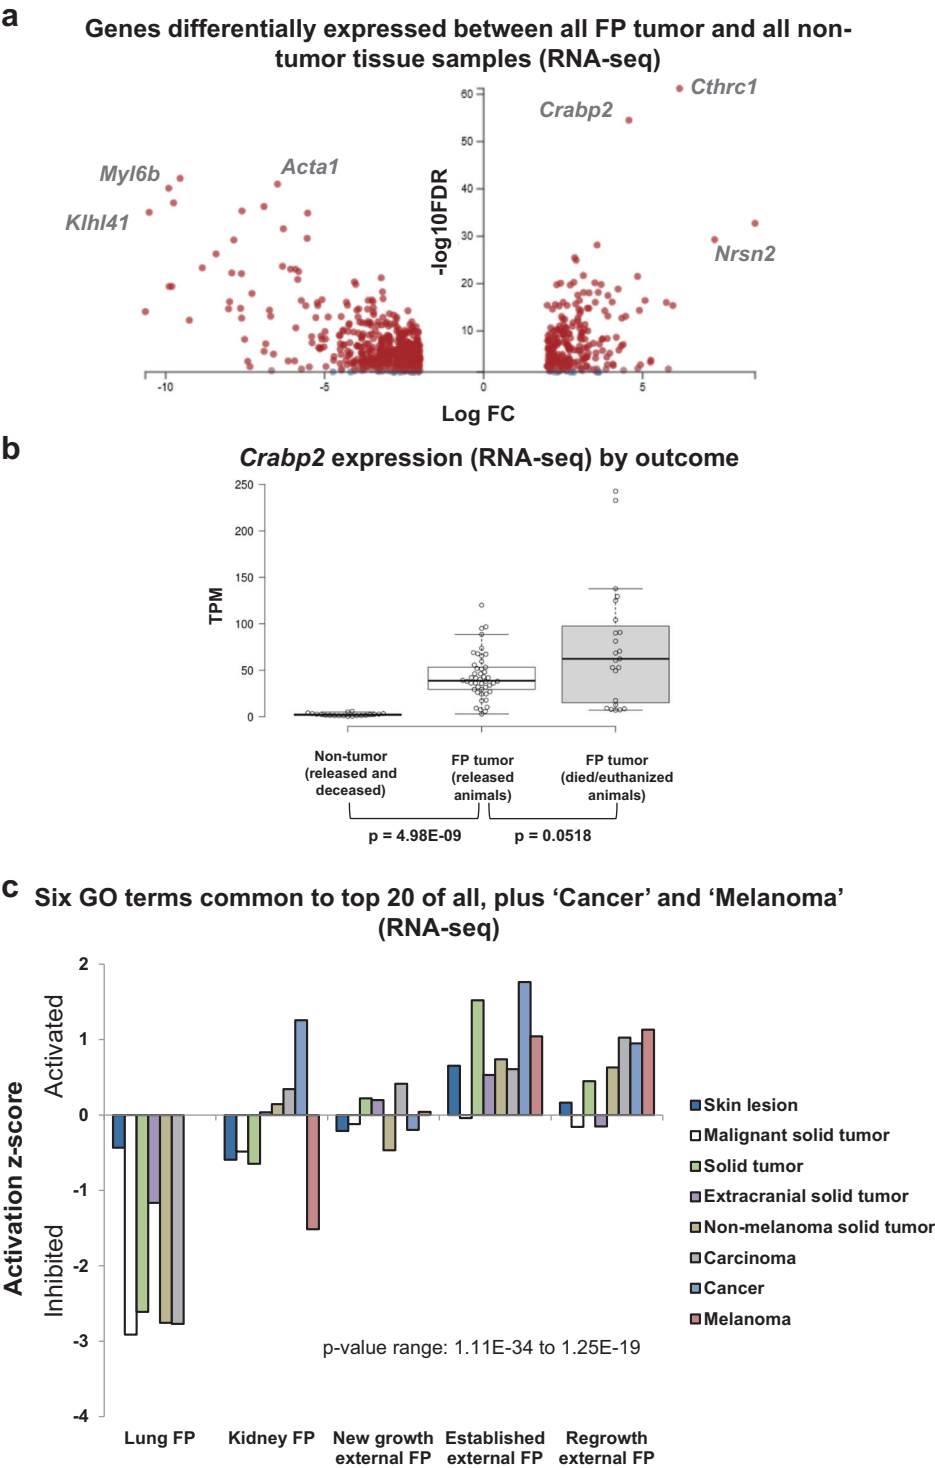 a
Genes differentially expressed between all FP tumor and all non-
tumor tissue samples (RNA-seq)
Cthrc1
Crabp2
Acta1
Myl6b
Klhl41
Nrsn2
-log10FDR
60
50
40
30
20
10
-10
-5
0
5
Log FC
b
Crabp2 expression (RNA-seq) by outcome
TPM
250
200
150
100
50
0
Non-tumor
(released and
deceased)
FP tumor
(released
animals)
FP tumor
(died/euthanized
animals)
p = 4.98E-09
p = 0.0518
c
Six GO terms common to top 20 of all, plus ‘Cancer’ and ‘Melanoma’
(RNA-seq)
Activation z-score
Activated
Inhibited
2
1
0
-1
-2
-3
-4
Skin lesion
Malignant solid tumor
Solid tumor
Extracranial solid tumor
Non-melanoma solid tumor
Carcinoma
Cancer
Melanoma
p-value range: 1.11E-34 to 1.25E-19
Lung FP
Kidney FP
New growth
external FP
Established
external FP
Regrowth
external FP